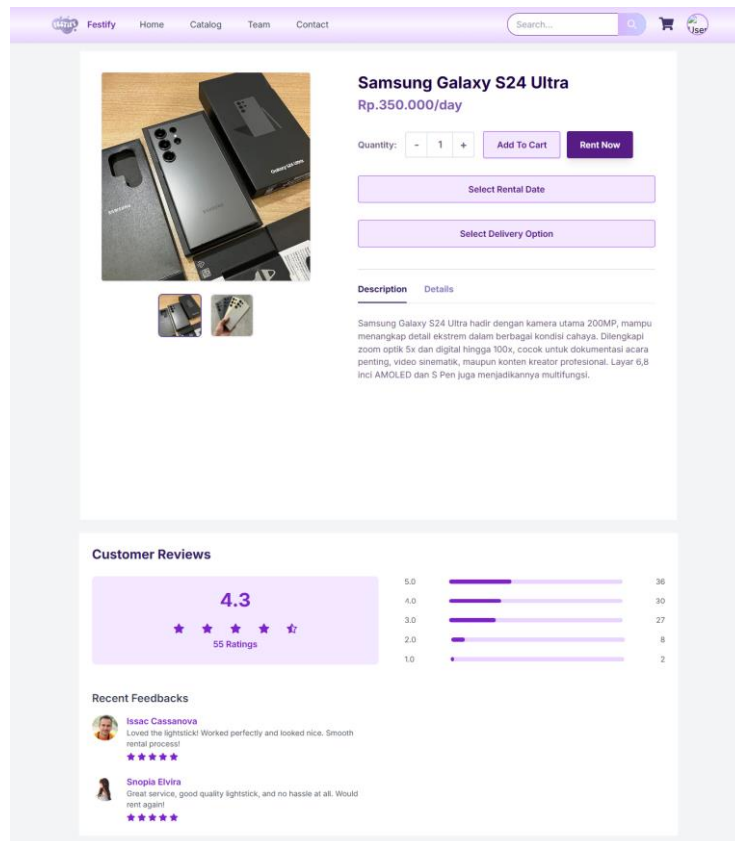 Festify Home Catalog Team Contact Search...
User
Samsung Galaxy S24 Ultra
Rp.350.000/day
Quantity: - 1 + Add To Cart Rent Now
Select Rental Date
Select Delivery Option
Description Details
Samsung Galaxy S24 Ultra hadir dengan kamera utama 200MP, mampu
menangkap detail ekstrem dalam berbagai kondisi cahaya. Dilengkapi
zoom optik 5x dan digital hingga 100x, cocok untuk dokumentasi acara
penting, video sinematik, maupun konten kreator profesional. Layar 6,8
inci AMOLED dan S Pen juga menjadikannya multifungsi.
SAMSUNG
SAMSUNG
Galaxy S24 Ultra
Customer Reviews
4.3
55 Ratings
5.0 36
4.0 30
3.0 27
2.0 8
1.0 2
Recent Feedbacks
Issac Cassanova
Loved the lightstick! Worked perfectly and looked nice. Smooth
rental process!
Snopia Elvira
Great service, good quality lightstick, and no hassle at all. Would
rent again!